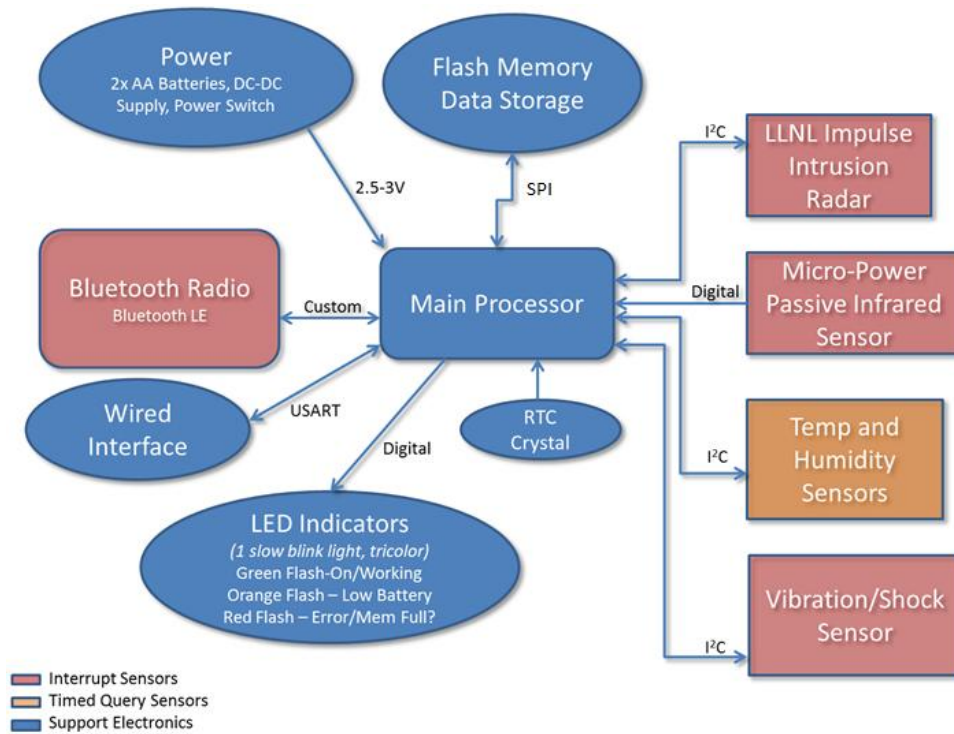 Power
2x AA Batteries, DC-DC
Supply, Power Switch
Flash Memory
Data Storage
I²C
LLNL Impulse
Intrusion
Radar
2.5-3V
SPI
Bluetooth Radio
Bluetooth LE
Custom
Main Processor
Digital
Micro-Power
Passive Infrared
Sensor
Wired
Interface
USART
Digital
RTC
Crystal
I²C
Temp and
Humidity
Sensors
LED Indicators
(1 slow blink light, tricolor)
Green Flash-On/Working
Orange Flash – Low Battery
Red Flash – Error/Mem Full?
I²C
Vibration/Shock
Sensor
Interrupt Sensors
Timed Query Sensors
Support Electronics